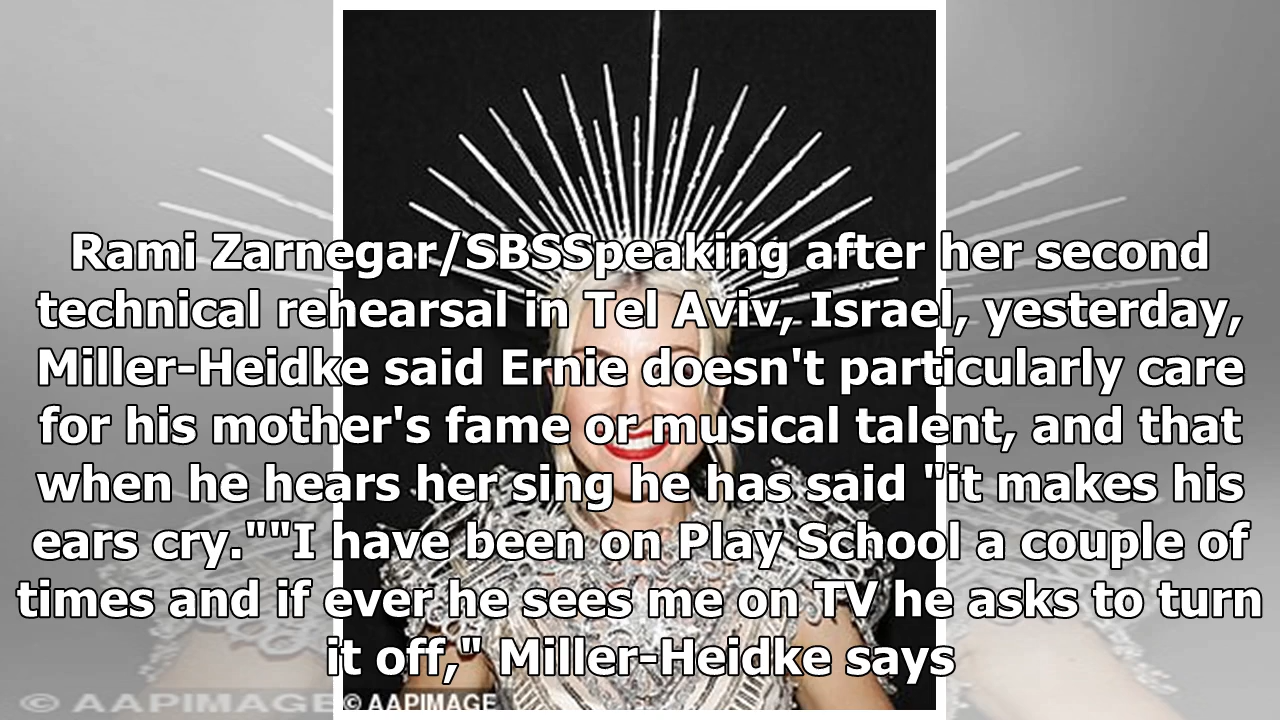 Rami Zarnegar/SBSSpeaking after her second
technical rehearsal in Tel Aviv, Israel, yesterday,
Miller-Heidke said Ernie doesn't particularly care
for his mother's fame or musical talent, and that
when he hears her sing he has said "it makes his
ears cry.""I have been on Play School a couple of
times and if ever he sees me on TV he asks to turn
it off," Miller-Heidke says
© AAPIMAGE
© AAPIMAGE